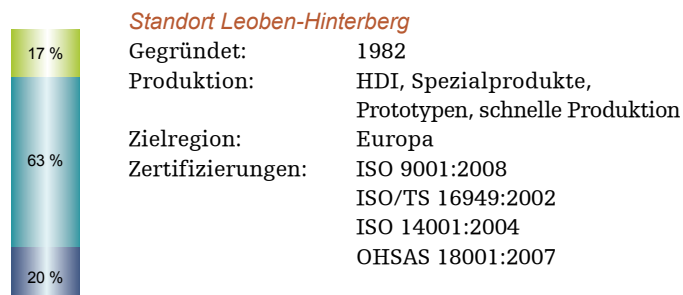 Standort Leoben-Hinterberg
17 %
Gegründet: 1982
Produktion: HDI, Spezialprodukte,
Prototypen, schnelle Produktion
Zielregion: Europa
63 %
Zertifizierungen: ISO 9001:2008
ISO/TS 16949:2002
ISO 14001:2004
OHSAS 18001:2007
20 %